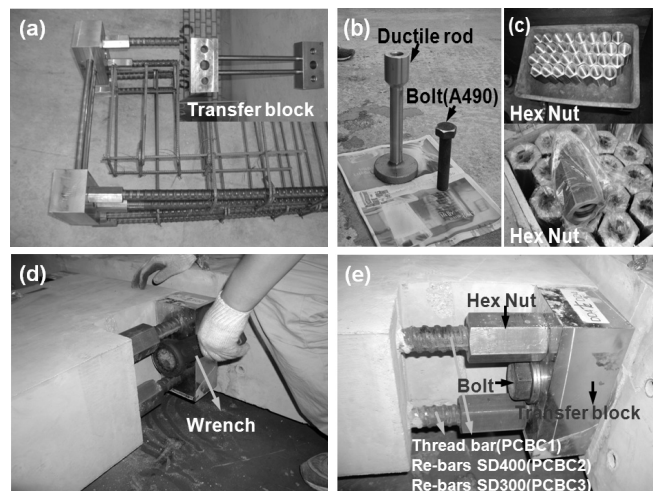 (a)
Transfer block
(b)
Ductile rod
Bolt(A490)
(c)
Hex Nut
Hex Nut
(d)
Wrench
(e)
Hex Nut
Bolt
Transfer block
Thread bar(PCBC1)
Re-bars SD400(PCBC2)
Re-bars SD300(PCBC3)